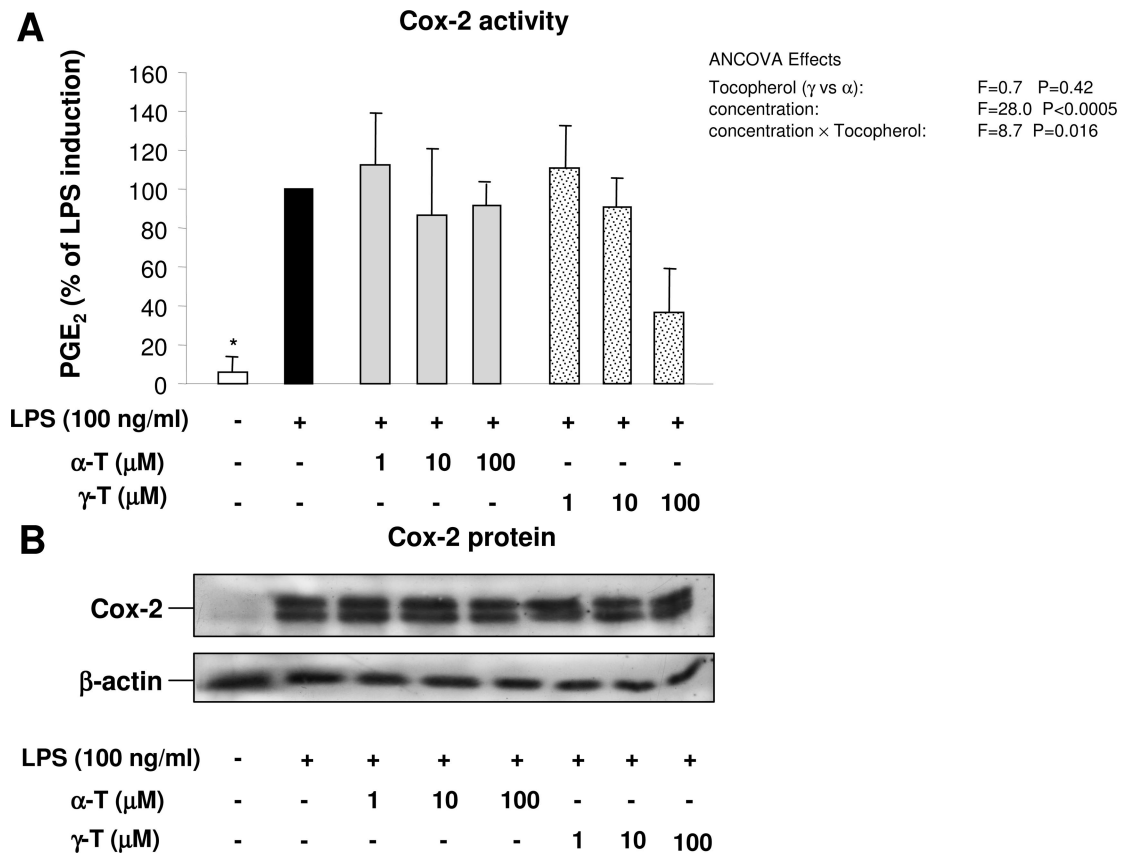 A
Cox-2 activity
PGE2 (% of LPS induction)
160
140
120
100
80
60
40
20
0
*
ANCOVA Effects
Tocopherol (γ vs α): F=0.7 P=0.42
concentration: F=28.0 P<0.0005
concentration × Tocopherol: F=8.7 P=0.016
LPS (100 ng/ml) - + + + + + + +
α-T (μM) - - 1 10 100 - - -
γ-T (μM) - - - - - 1 10 100
B
Cox-2 protein
Cox-2
β-actin
LPS (100 ng/ml) - + + + + + + +
α-T (μM) - - 1 10 100 - - -
γ-T (μM) - - - - - 1 10 100